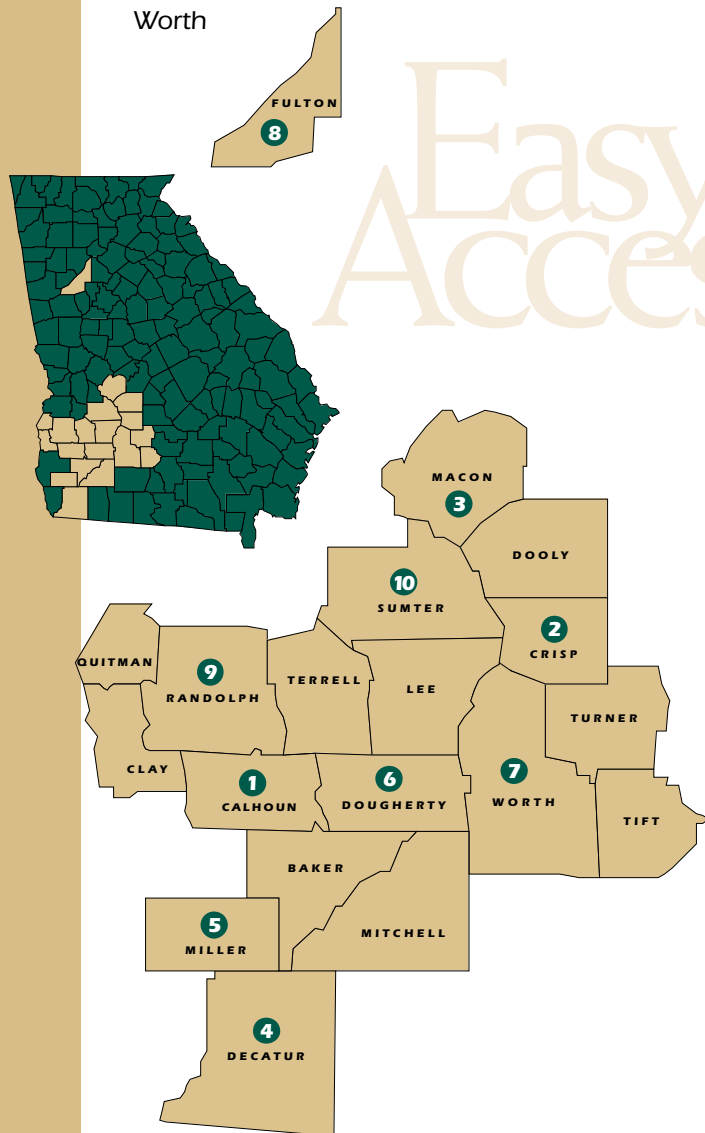 Worth
FULTON
8
Easy
Acces
MACON
3
DOOLY
10
SUMTER
2
CRISP
QUITMAN
9
RANDOLPH
TERRELL
LEE
TURNER
CLAY
1
CALHOUN
6
DOUGHERTY
7
WORTH
TIFT
BAKER
5
MILLER
MITCHELL
4
DECATUR